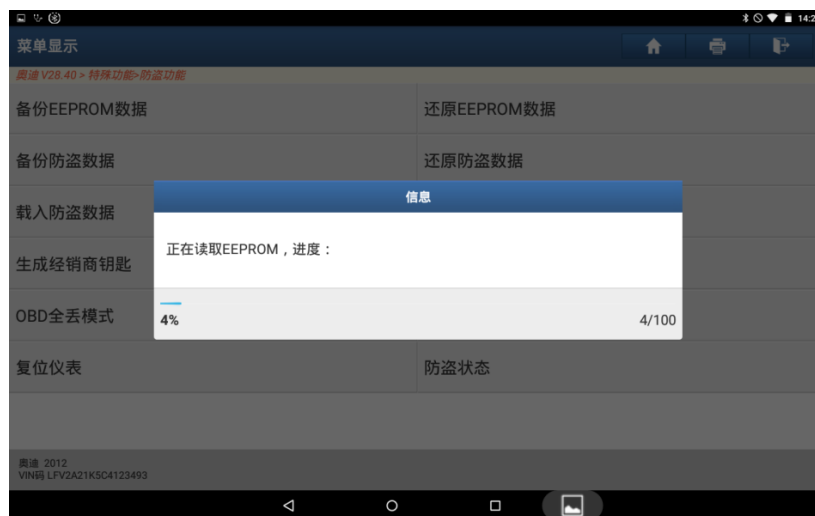 14:2
菜单显示
奥迪 V28.40 > 特殊功能>防盗功能
备份EEPROM数据
还原EEPROM数据
备份防盗数据
还原防盗数据
载入防盗数据
信息
正在读取EEPROM，进度：
生成经销商钥匙
OBD全丢模式
4%
4/100
复位仪表
防盗状态
奥迪 2012
VIN码 LFV2A21K5C4123493